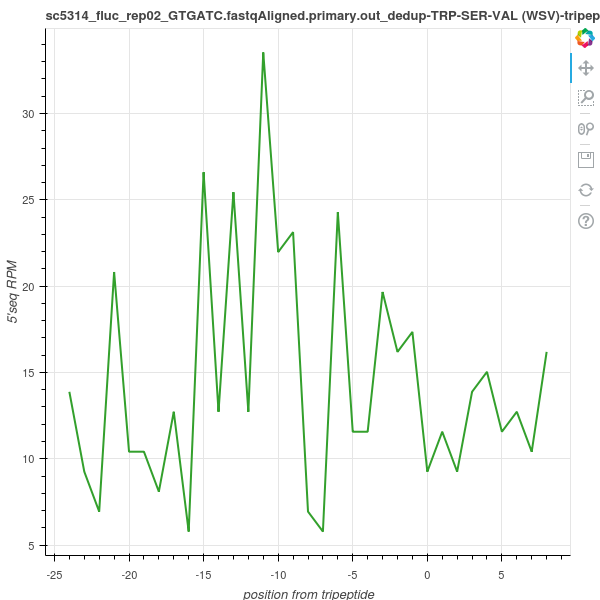 sc5314_fluc_rep02_GTGATC.fastqAligned.primary.out_dedup-TRP-SER-VAL (WSV)-tripep
5'seq RPM
30
25
20
15
10
5
-25 -20 -15 -10 -5 0 5
position from tripeptide